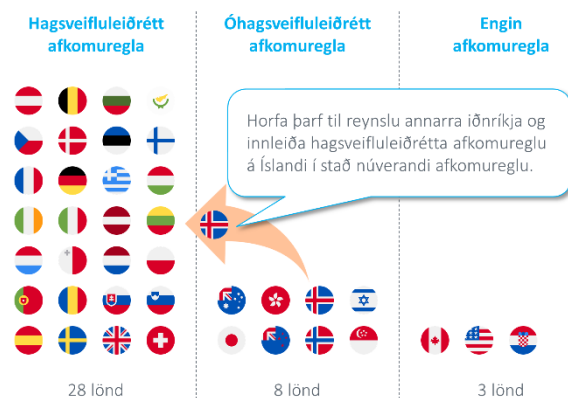 Hagsveifluleiðrétt
afkomuregla
Óhagsveifluleiðrétt
afkomuregla
Engin
afkomuregla
Horfa þarf til reynslu annarra iðnríkja og
innleiða hagsveifluleiðrétta afkomureglu
á Íslandi í stað núverandi afkomureglu.
28 lönd
8 lönd
3 lönd